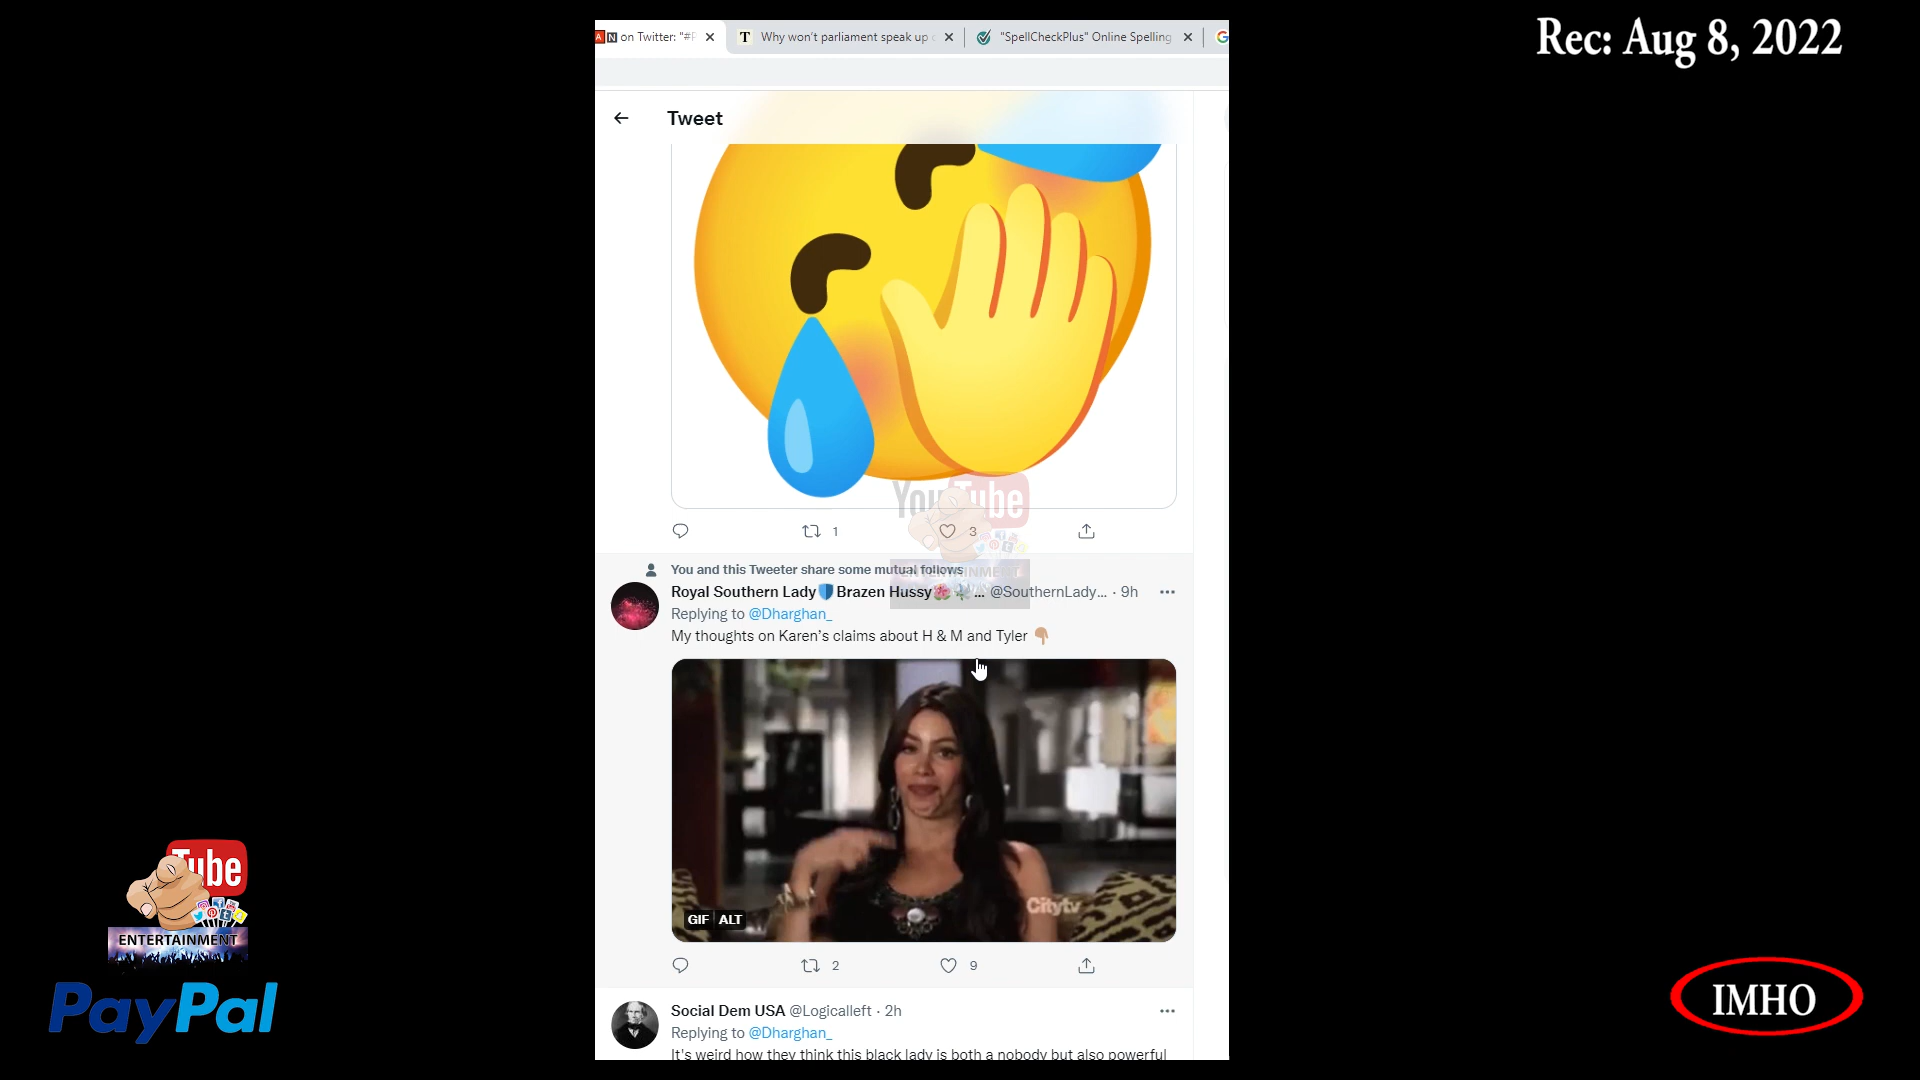 Rec: Aug 8, 2022
A N on Twitter: "#F
T Why won't parliament speak up
"SpellCheckPlus" Online Spelling
Tweet
YouTube
ENTERTAINMENT
1
3
You and this Tweeter share some mutual follows
Royal Southern Lady🛡️Brazen Hussy🌺 ... @SouthernLady... · 9h
Replying to @Dharghan_
My thoughts on Karen's claims about H & M and Tyler 👇🏽
Citytv
GIF ALT
2
9
Social Dem USA @Logicalleft · 2h
Replying to @Dharghan_
It's weird how they think this black lady is both a nobody but also powerful
Tube
ENTERTAINMENT
PayPal
IMHO